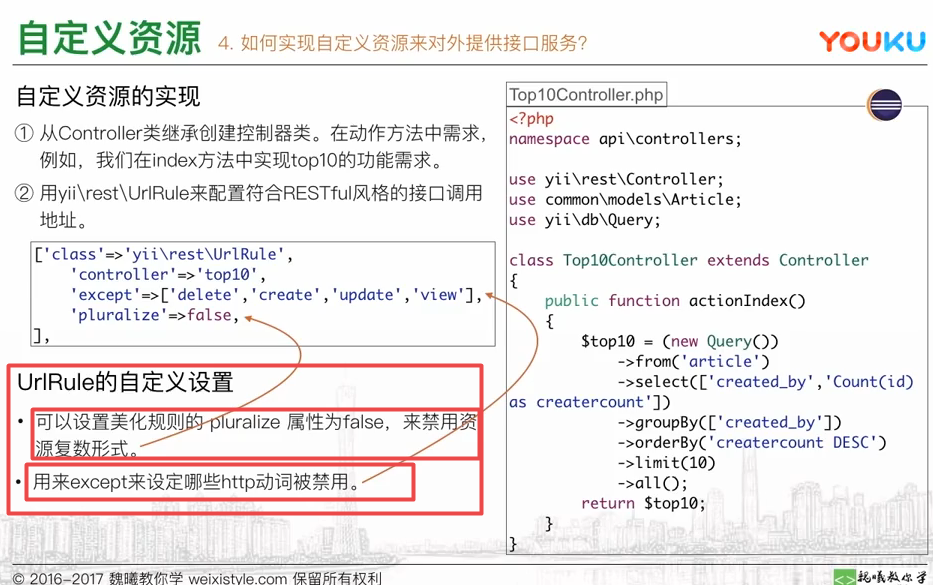 自定义资源
4. 如何实现自定义资源来对外提供接口服务?
YOUKU
自定义资源的实现
① 从Controller类继承创建控制器类。在动作方法中需求,
例如，我们在index方法中实现top10的功能需求。
② 用yii\rest\UrlRule来配置符合RESTful风格的接口调用
地址。
['class'=>'yii\rest\UrlRule',
'controller'=>'top10',
'except'=>['delete','create','update','view'],
'pluralize'=>false,
],
UrlRule的自定义设置
• 可以设置美化规则的 pluralize 属性为false，来禁用资
源复数形式。
• 用来except来设定哪些http动词被禁用。
Top10Controller.php
<?php
namespace api\controllers;
use yii\rest\Controller;
use common\models\Article;
use yii\db\Query;
class Top10Controller extends Controller
{
public function actionIndex()
{
$top10 = (new Query())
->from('article')
->select(['created_by','Count(id)
as creatercount'])
->groupBy(['created_by'])
->orderBy('creatercount DESC')
->limit(10)
->all();
return $top10;
}
}
© 2016-2017 魏曦教你学 weixistyle.com 保留所有权利
<> 魏曦教你学